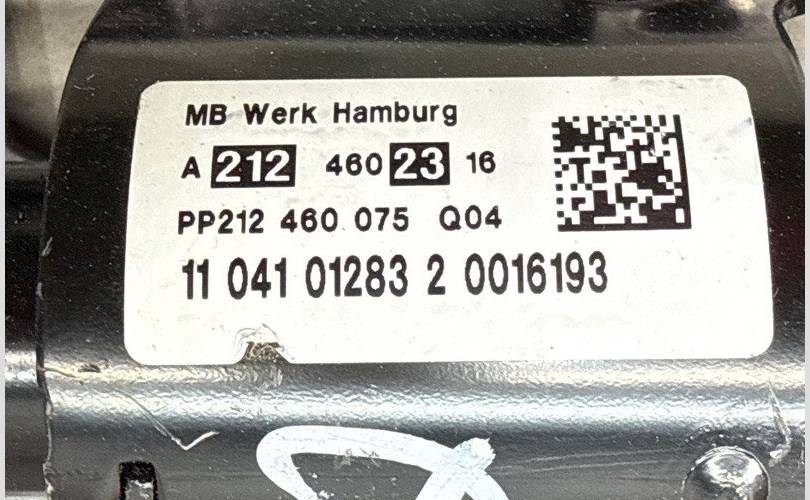 MB Werk Hamburg
A 212 460 23 16
PP212 460 075 Q04
11 041 01283 2 0016193